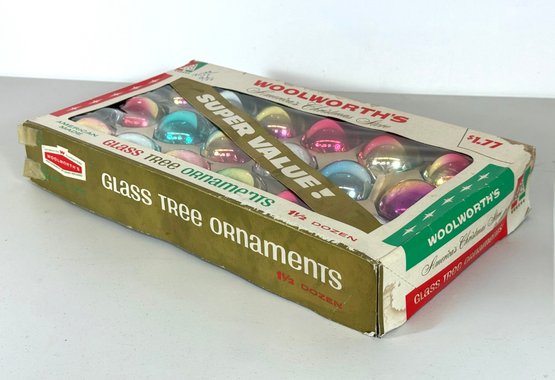 WOOLWORTH'S
America's Christmas Store
$1.77
SUPER VALUE!
AMERICAN
MADE
WOOLWORTH'S
Glass Tree Ornaments
1½ DOZEN
GLASS TREE ORNAMENTS
1½ DOZEN
WOOLWORTH'S
America's Christmas Store
GLASS TREE ORNAMENTS